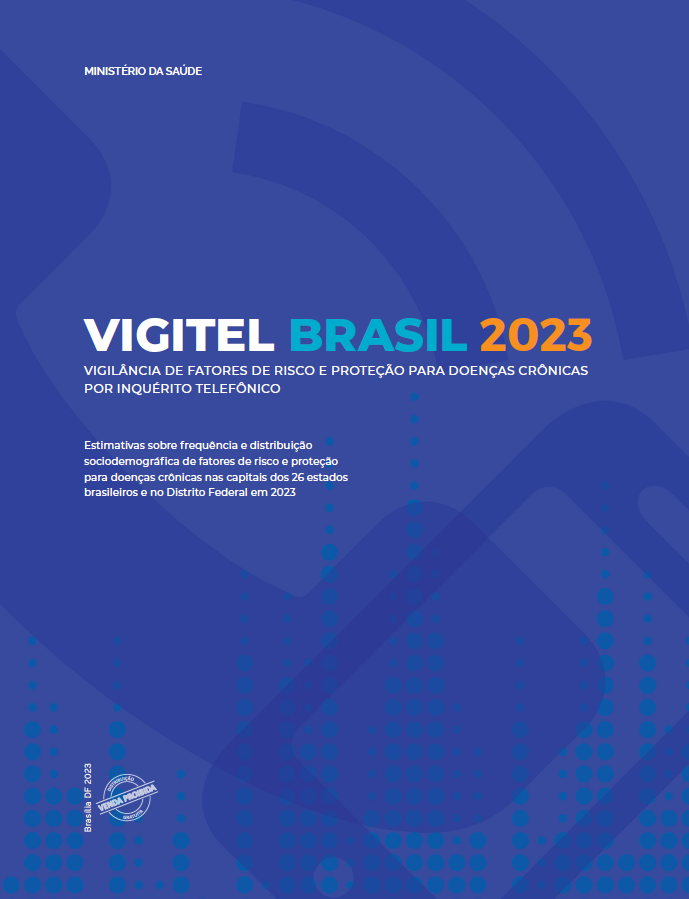 MINISTÉRIO DA SAÚDE
VIGITEL BRASIL 2023
VIGILÂNCIA DE FATORES DE RISCO E PROTEÇÃO PARA DOENÇAS CRÔNICAS
POR INQUÉRITO TELEFÔNICO
Estimativas sobre frequência e distribuição
sociodemográfica de fatores de risco e proteção
para doenças crônicas nas capitais dos 26 estados
brasileiros e no Distrito Federal em 2023
Brasília DF 2023
DISTRIBUIÇÃO
VENDA PROIBIDA
GRATUITA